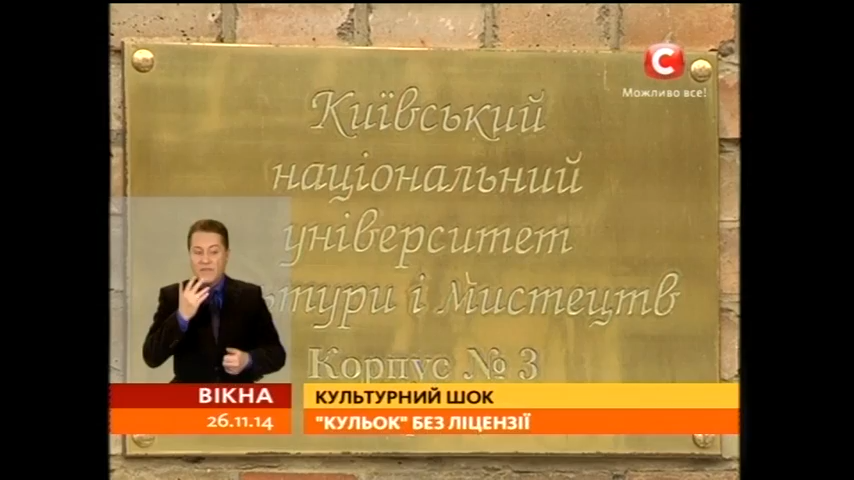 Київський
національний
університет
тури і Мистецтв
Корпус № 3
С
Можливо все!
ВІКНА
26.11.14
КУЛЬТУРНИЙ ШОК
"КУЛЬОК" БЕЗ ЛІЦЕНЗІЇ